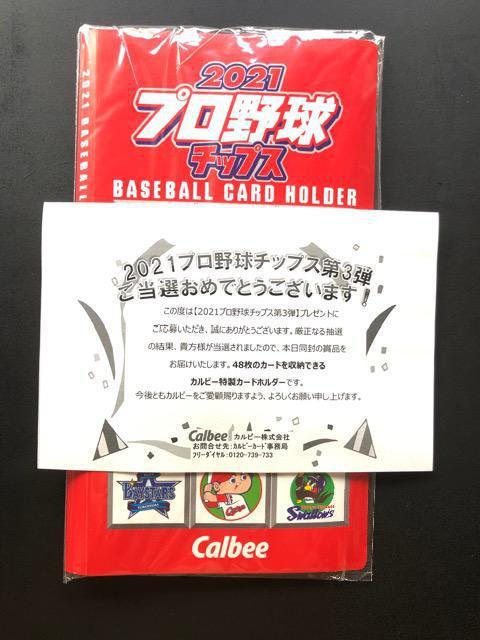 2021
プロ野球
チップス
BASEBALL CARD HOLDER
2021 BASEBALL
2021プロ野球チップス第3弾
ご当選おめでとうございます!
この度は【2021プロ野球チップス第3弾】プレゼントに
ご応募いただき、誠にありがとうございます。厳正なる抽選
の結果、貴方様が当選されましたので、本日同封の賞品を
お届けいたします。48枚のカードを収納できる
カルビー特製カードホルダーです。
今後ともカルビーをご愛顧賜りますよう、よろしくお願い申し上げます。
Calbee カルビー株式会社
お問合せ先:カルビーカード事務局
フリーダイヤル:0120-739-733
BAYSTARS
Carp
Swallows
Calbee